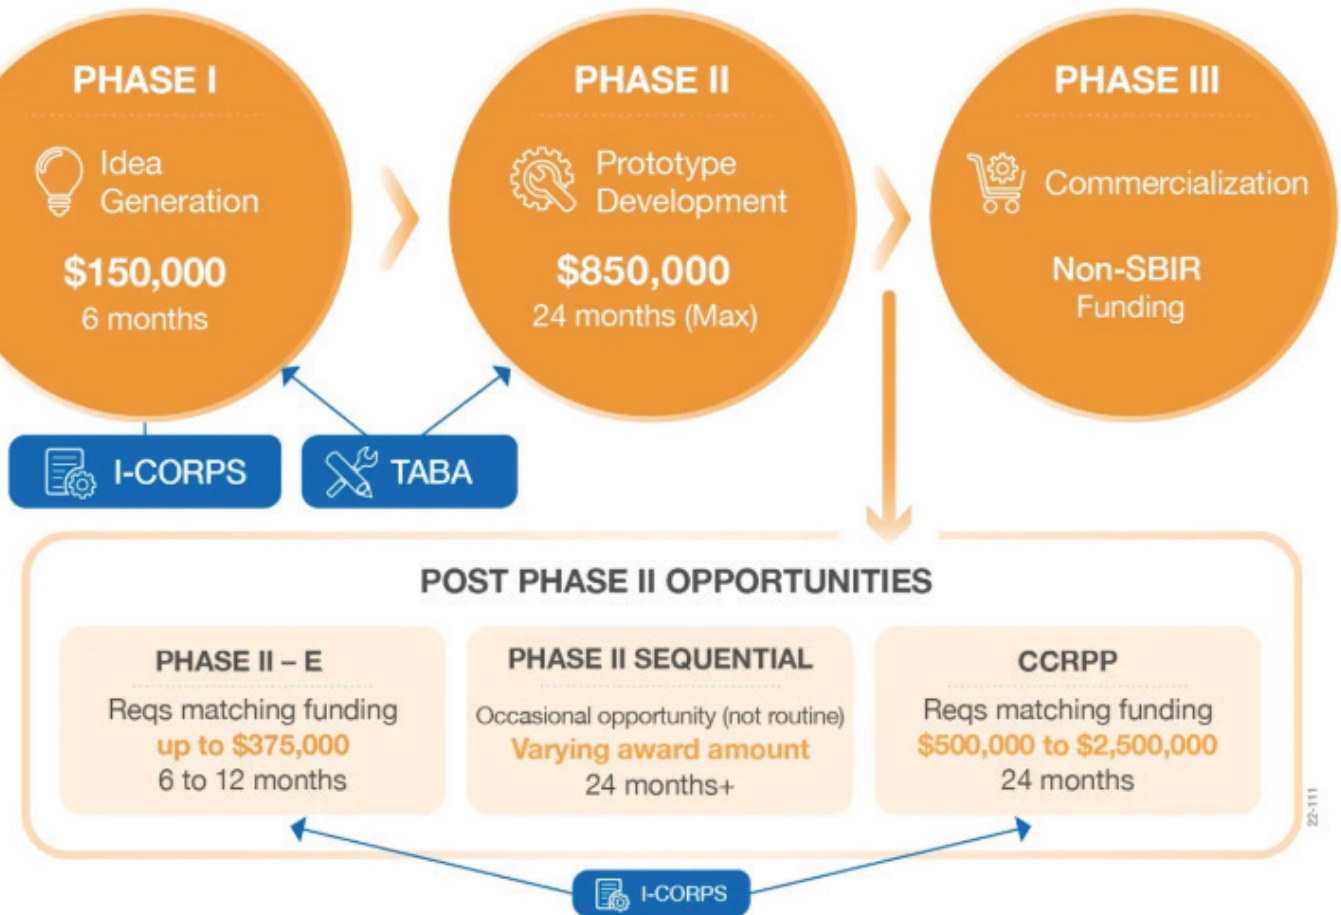 PHASE I
Idea
Generation
$150,000
6 months
PHASE II
Prototype
Development
$850,000
24 months (Max)
PHASE III
Commercialization
Non-SBIR
Funding
I-CORPS
TABA
POST PHASE II OPPORTUNITIES
PHASE II – E
Reqs matching funding
up to $375,000
6 to 12 months
PHASE II SEQUENTIAL
Occasional opportunity (not routine)
Varying award amount
24 months+
CCRPP
Reqs matching funding
$500,000 to $2,500,000
24 months
22-111
I-CORPS